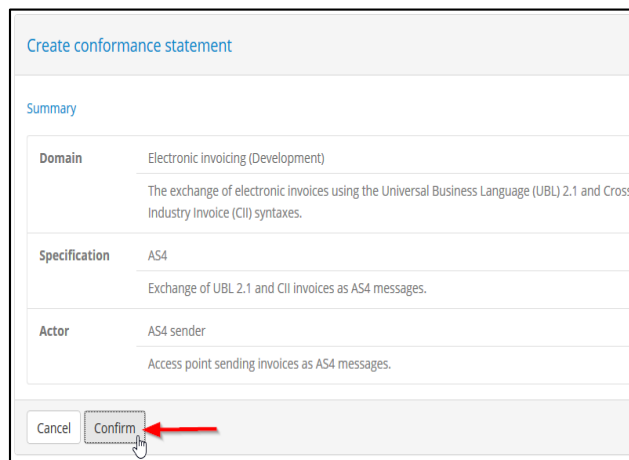 Create conformance statement
Summary
Domain Electronic invoicing (Development)
The exchange of electronic invoices using the Universal Business Language (UBL) 2.1 and Cross
Industry Invoice (CII) syntaxes.
Specification AS4
Exchange of UBL 2.1 and CII invoices as AS4 messages.
Actor AS4 sender
Access point sending invoices as AS4 messages.
Cancel Confirm